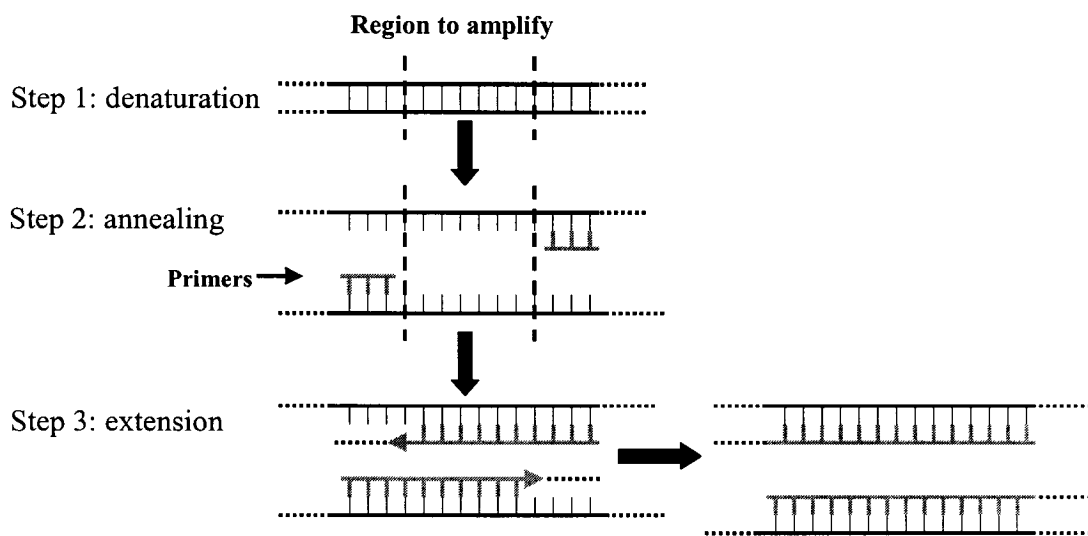 Region to amplify
Step 1: denaturation
Step 2: annealing
Primers
Step 3: extension